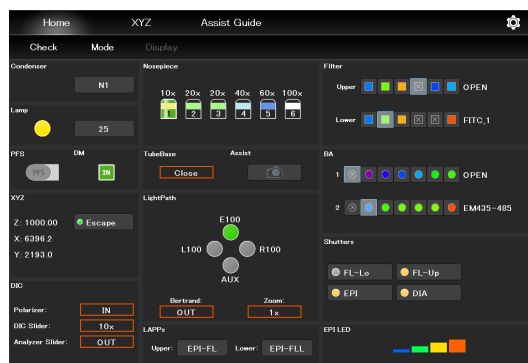 Home XYZ Assist Guide
Check Mode Display
Condenser
N1
Lamp
25
PFS DM
PFS IN
XYZ
Z: 1000.00
Escape
X: 6396.2
Y: 2193.0
DIC
Polarizer: IN
DIC Slider: 10x
Analyzer Slider: OUT
Nosepiece
10x 20x 20x 40x 60x 100x
1 2 3 4 5 6
TubeBase Assist
Close
LightPath
E100
L100 R100
AUX
Bertrand: Zoom:
OUT 1x
LAPPs
Upper: EPI-FL Lower: EPI-FLL
Filter
Upper OPEN
Lower FITC_1
BA
1 OPEN
2 EM435-485
Shutters
FL-Lo FL-Up
EPI DIA
EPI LED